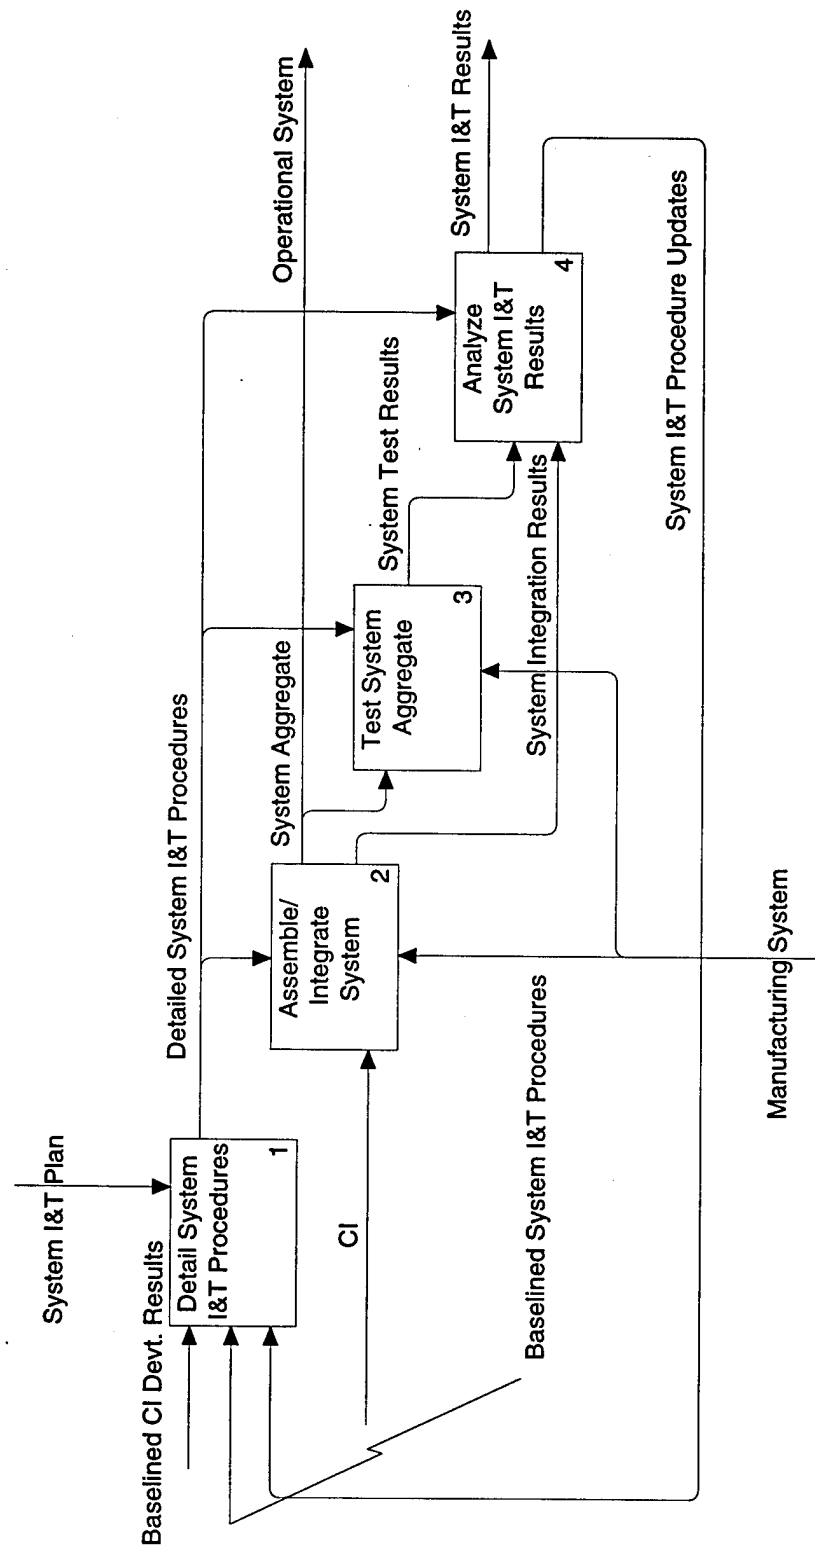 System I&T Plan
Baselined CI Devt. Results
Detail System
I&T Procedures
1
Detailed System I&T Procedures
CI
Assemble/
Integrate
System
2
System Aggregate
Operational System
Test System
Aggregate
3
System Test Results
System Integration Results
Analyze
System I&T
Results
4
System I&T Results
Baselined System I&T Procedures
System I&T Procedure Updates
Manufacturing System